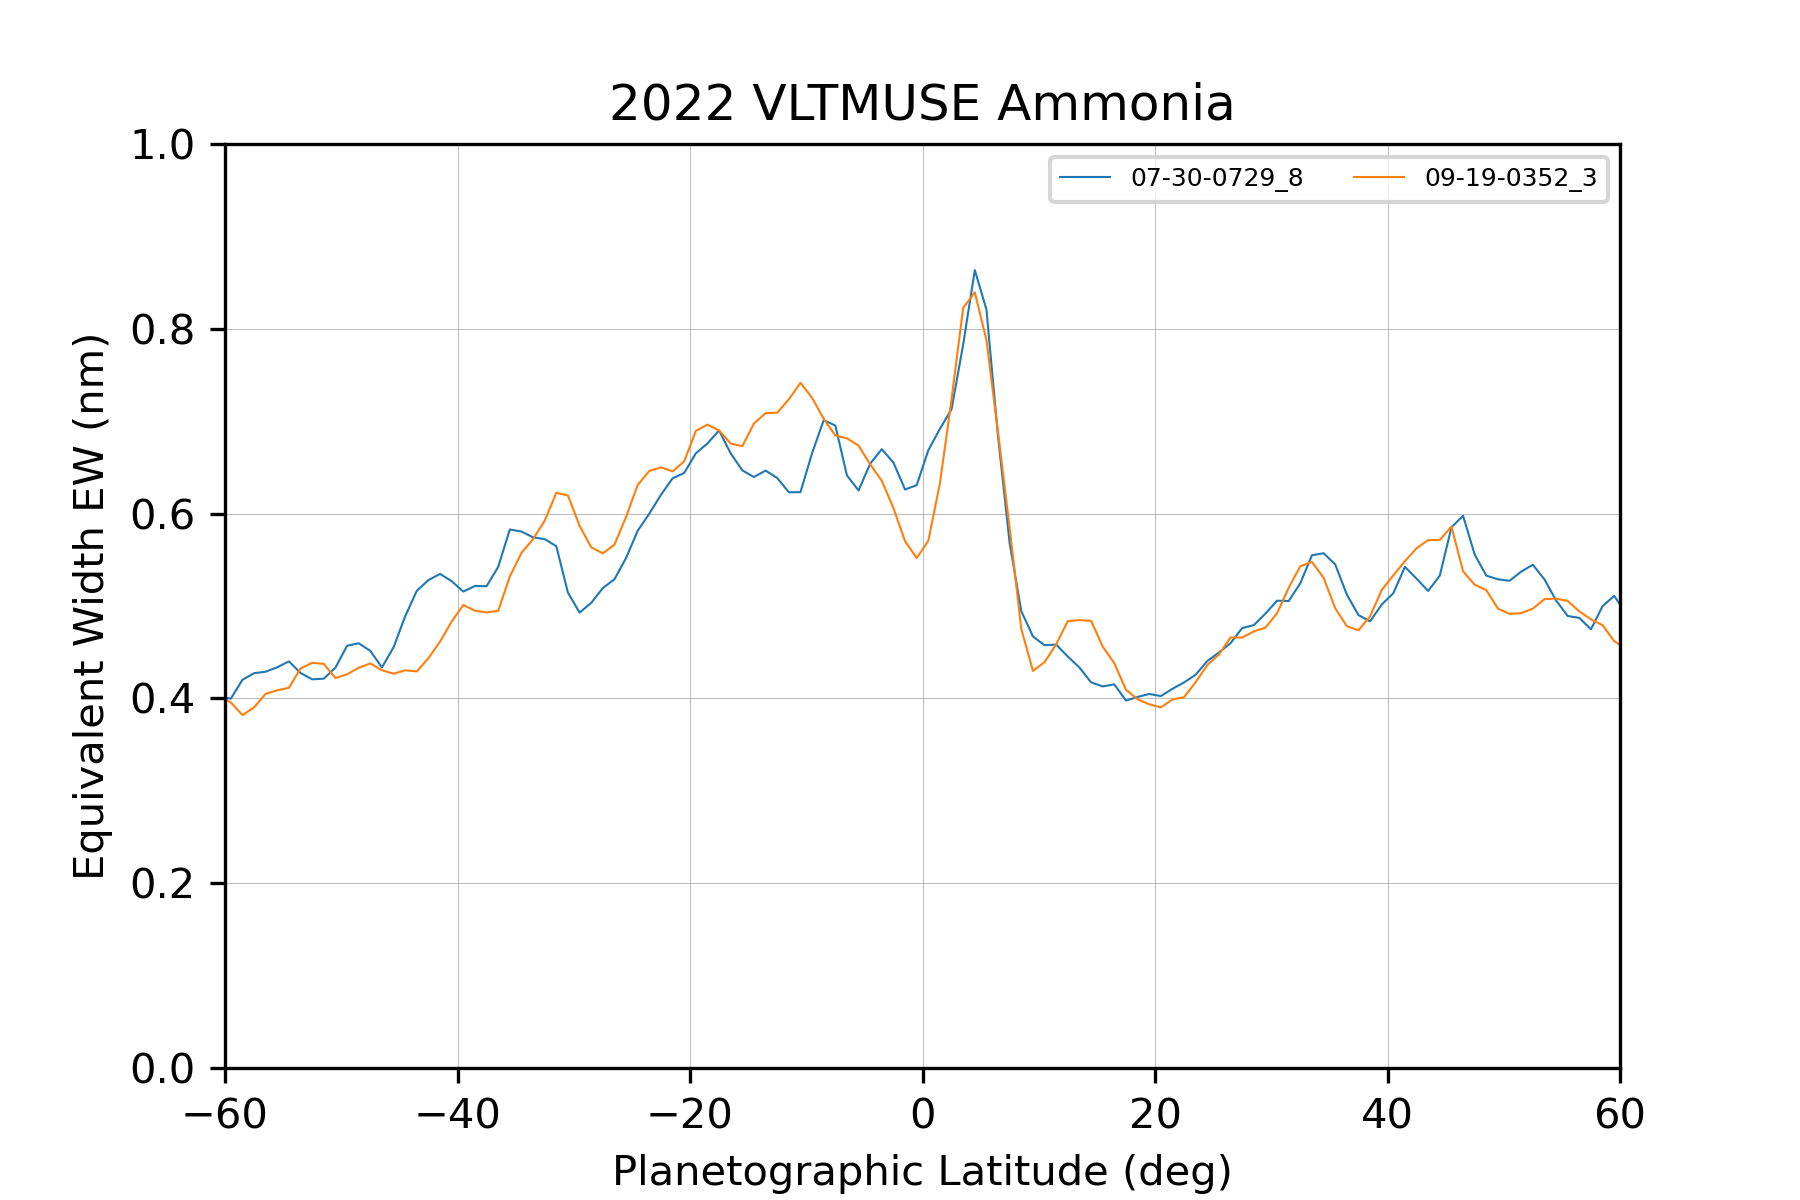 2022 VLTMUSE Ammonia
07-30-0729_8 09-19-0352_3
Equivalent Width EW (nm)
1.0
0.8
0.6
0.4
0.2
0.0
−60 −40 −20 0 20 40 60
Planetographic Latitude (deg)